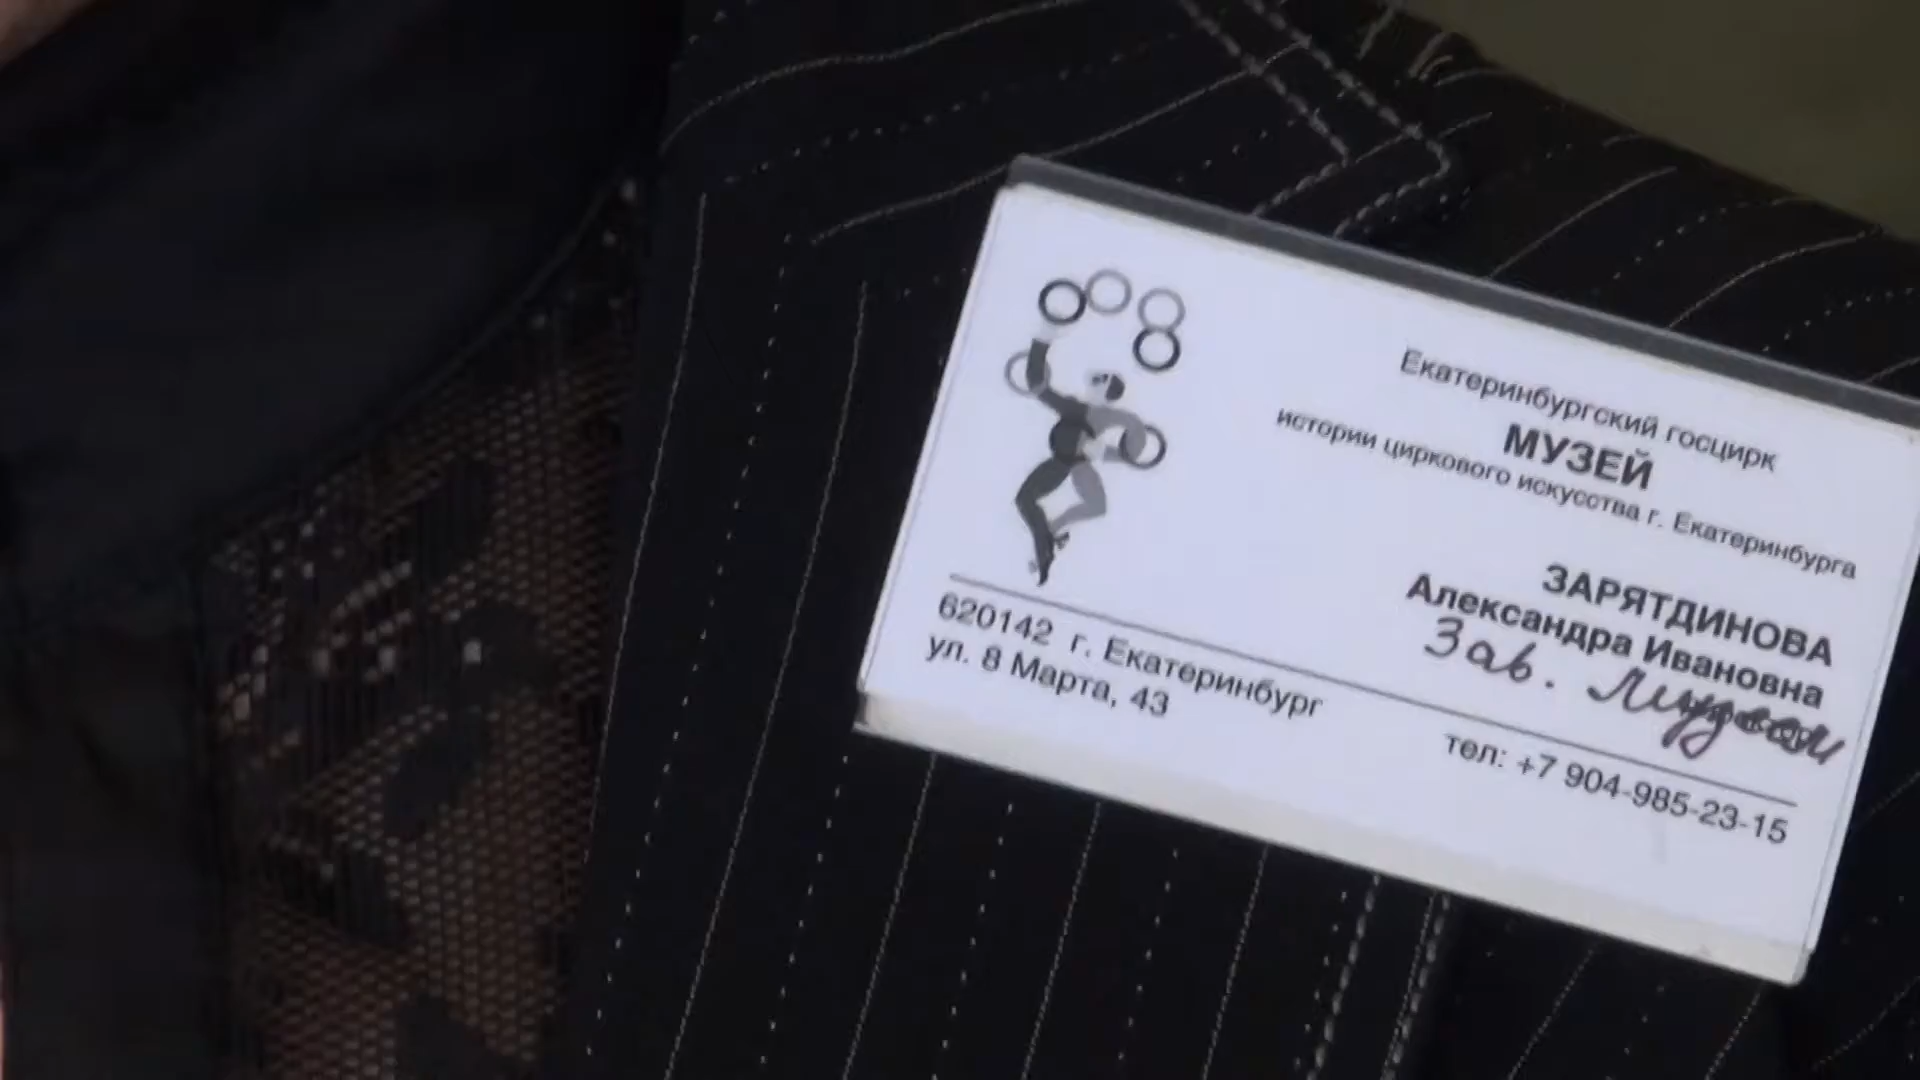 Екатеринбургский госцирк
МУЗЕЙ
истории циркового искусства г. Екатеринбурга
ЗАРЯТДИНОВА
Александра Ивановна
Зав. Музеем
620142 г. Екатеринбург
ул. 8 Марта, 43
тел: +7 904-985-23-15